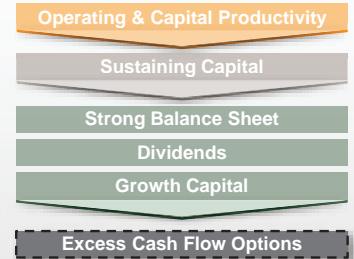 Operating & Capital Productivity
Sustaining Capital
Strong Balance Sheet
Dividends
Growth Capital
Excess Cash Flow Options